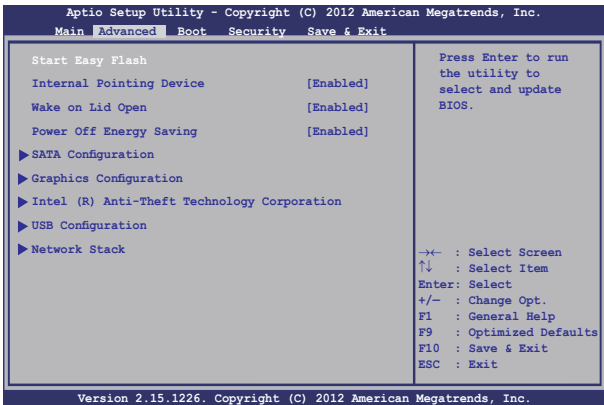 Aptio Setup Utility - Copyright (C) 2012 American Megatrends, Inc.
Main Advanced Boot Security Save & Exit
Start Easy Flash
Internal Pointing Device [Enabled]
Wake on Lid Open [Enabled]
Power Off Energy Saving [Enabled]
SATA Configuration
Graphics Configuration
Intel (R) Anti-Theft Technology Corporation
USB Configuration
Network Stack
Press Enter to run
the utility to
select and update
BIOS.
→← : Select Screen
↑↓ : Select Item
Enter: Select
+/— : Change Opt.
F1 : General Help
F9 : Optimized Defaults
F10 : Save & Exit
ESC : Exit
Version 2.15.1226. Copyright (C) 2012 American Megatrends, Inc.